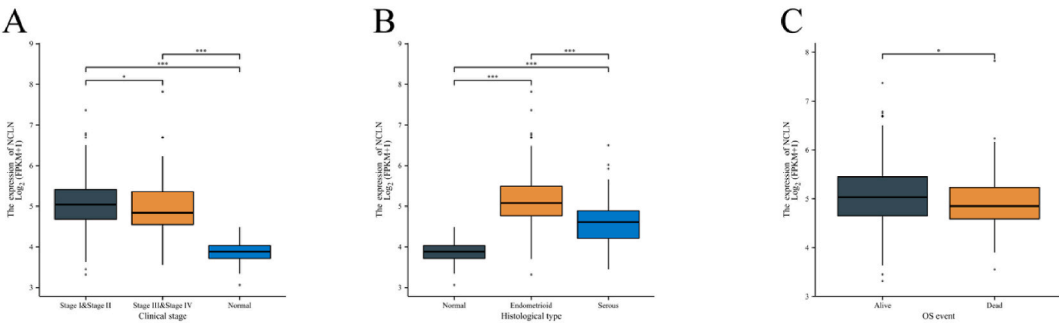 A
The expression of NCLN
Log2 (FPKM+1)
9
8
7
6
5
4
3
***
***
*
Stage I&Stage II
Stage III&Stage IV
Normal
Clinical stage
B
The expression of NCLN
Log2 (FPKM+1)
9
8
7
6
5
4
3
***
***
***
Normal
Endometrioid
Serous
Histological type
C
The expression of NCLN
Log2 (FPKM+1)
8
7
6
5
4
3
*
Alive
Dead
OS event